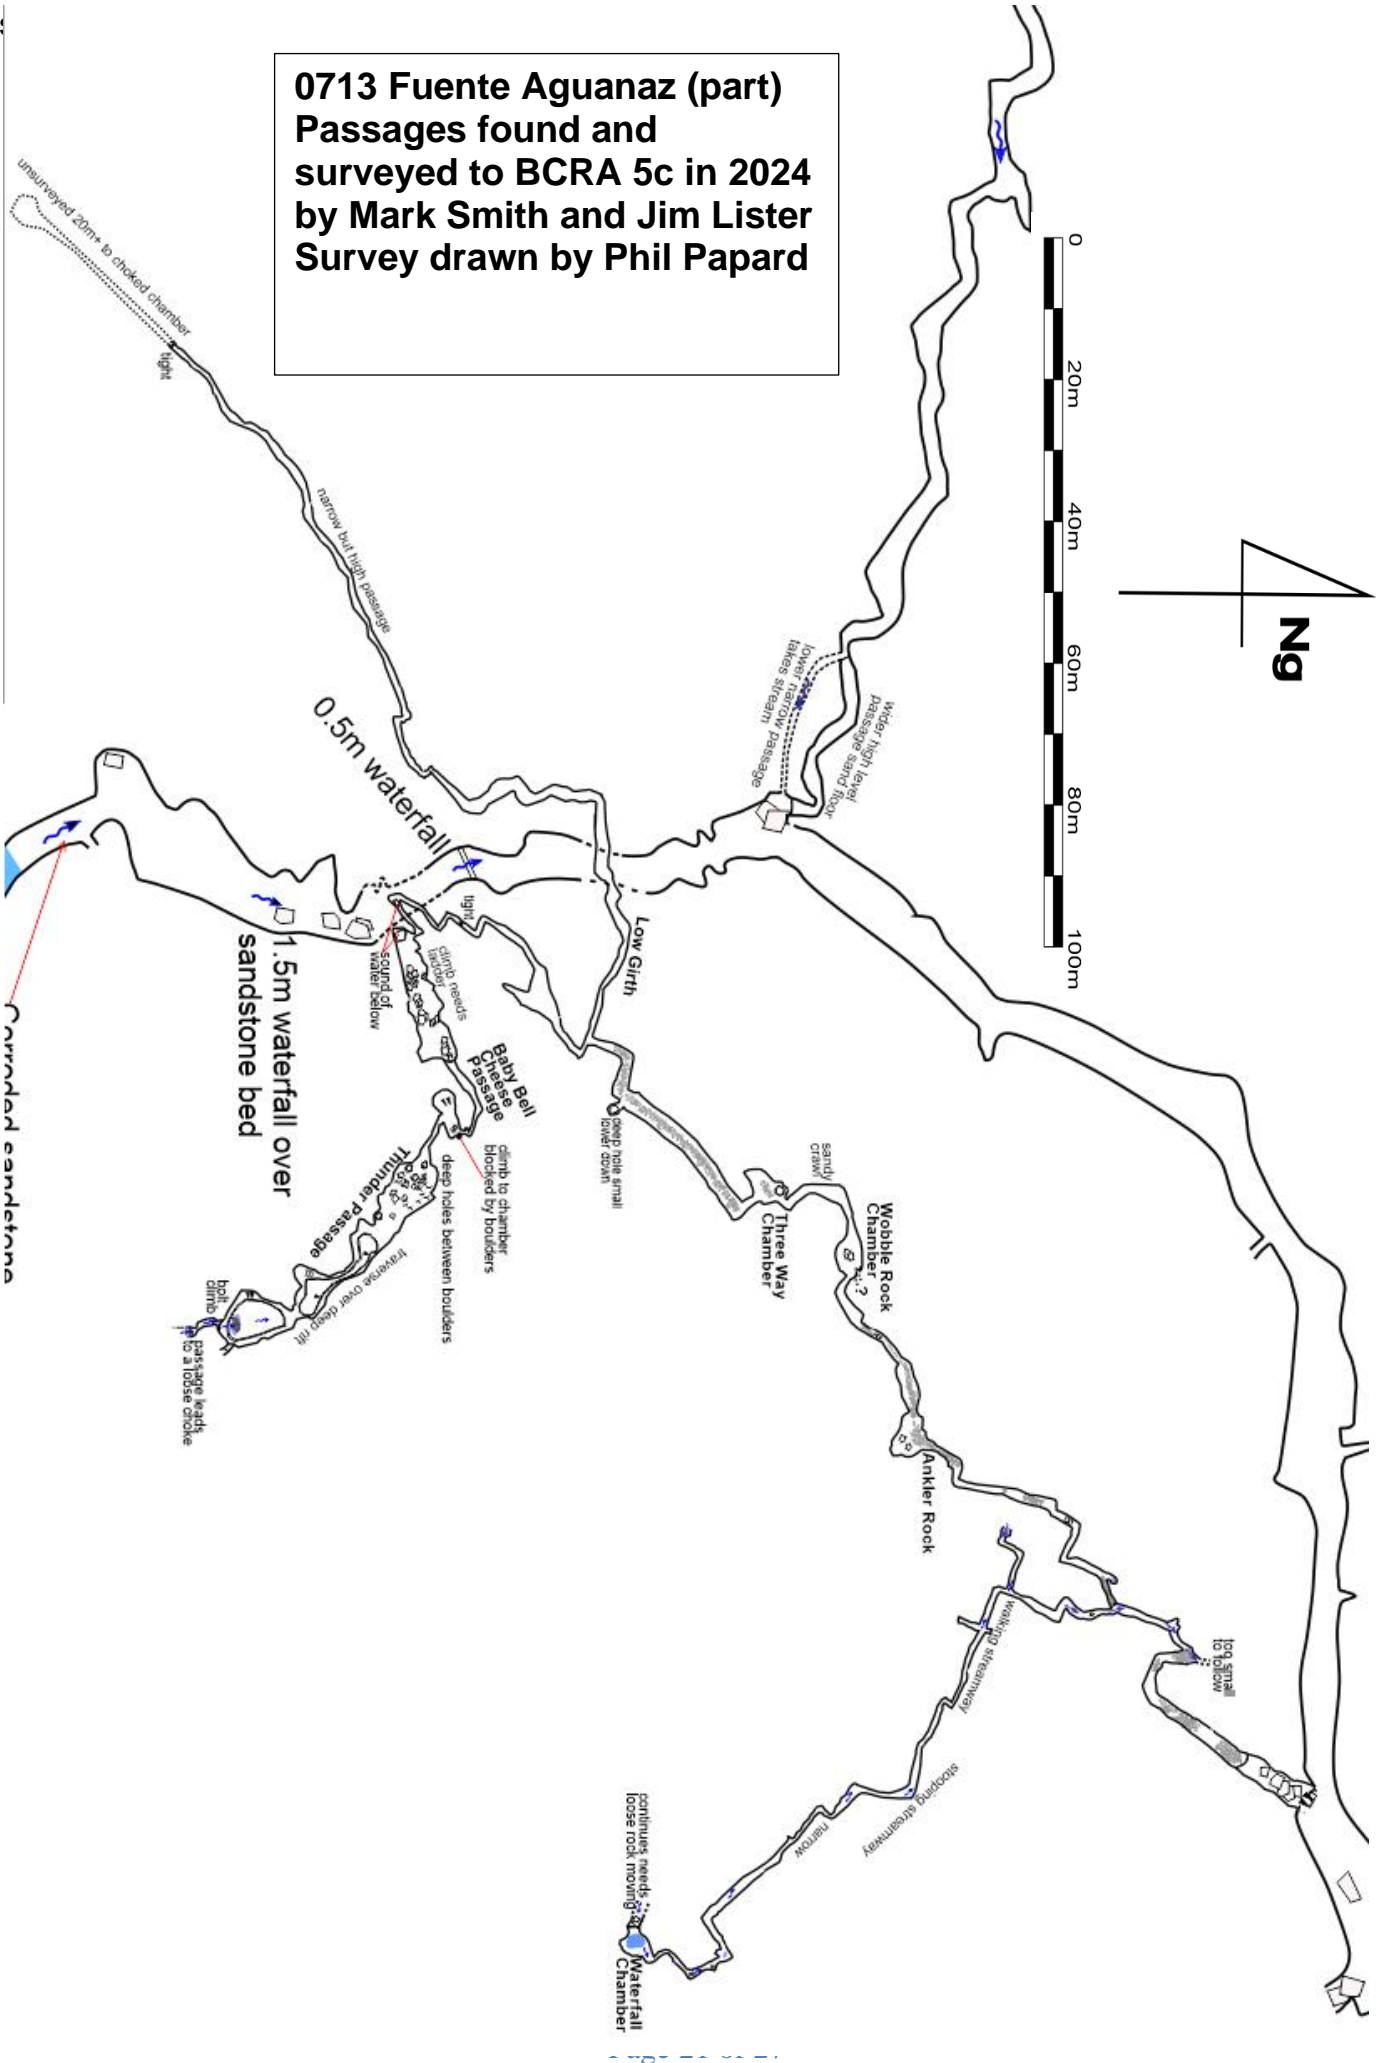 0713 Fuente Aguanaz (part)
Passages found and
surveyed to BCRA 5c in 2024
by Mark Smith and Jim Lister
Survey drawn by Phil Papard
unsurveyed 20m+ to choked chamber
tight
narrow but high passage
0
20m
40m
60m
80m
100m
Ng
lower narrow passage
takes stream
wider high level
passage sand floor
0.5m waterfall
tight
Low Girth
climb needs
ladder
sound of
water below
1.5m waterfall over
sandstone bed
Corroded sandstone
Baby Bell
Cheese
Passage
climb to chamber
blocked by boulders
deep holes between boulders
Thunder Passage
traverse over deep rift
bolt
climb
passage leads
to a loose choke
deep hole small
lower down
sandy
crawl
Three Way
Chamber
Wobble Rock
Chamber
?
Ankler Rock
walking streamway
too small
to follow
stooping streamway
narrow
continues needs
loose rock moving
Waterfall
Chamber
Page 21 of 27